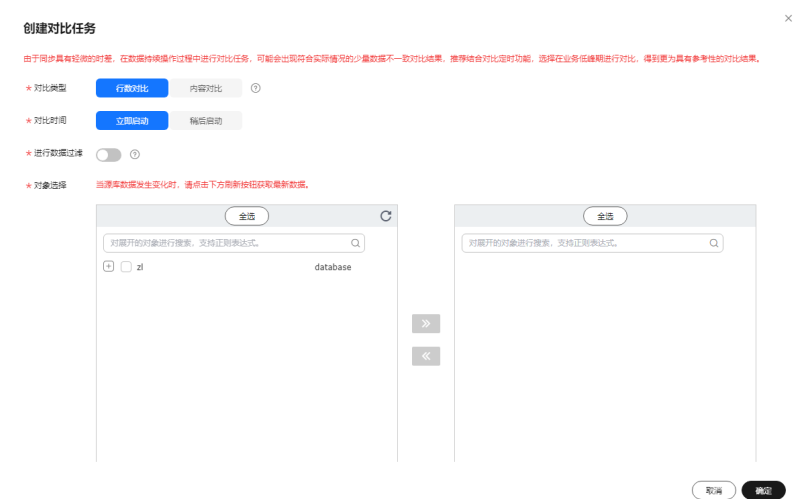 创建对比任务
由于同步具有轻微的时差，在数据持续操作过程中进行对比任务，可能会出现符合实际情况的少量数据不一致对比结果，推荐结合对比定时功能，选择在业务低峰期进行对比，得到更为具有参考性的对比结果。
* 对比类型 行数对比 内容对比 ?
* 对比时间 立即启动 稍后启动
* 进行数据过滤 ?
* 对象选择 当源库数据发生变化时，请点击下方刷新按钮获取最新数据。
全选 全选
对展开的对象进行搜索，支持正则表达式。 对展开的对象进行搜索，支持正则表达式。
zl database
取消 确定